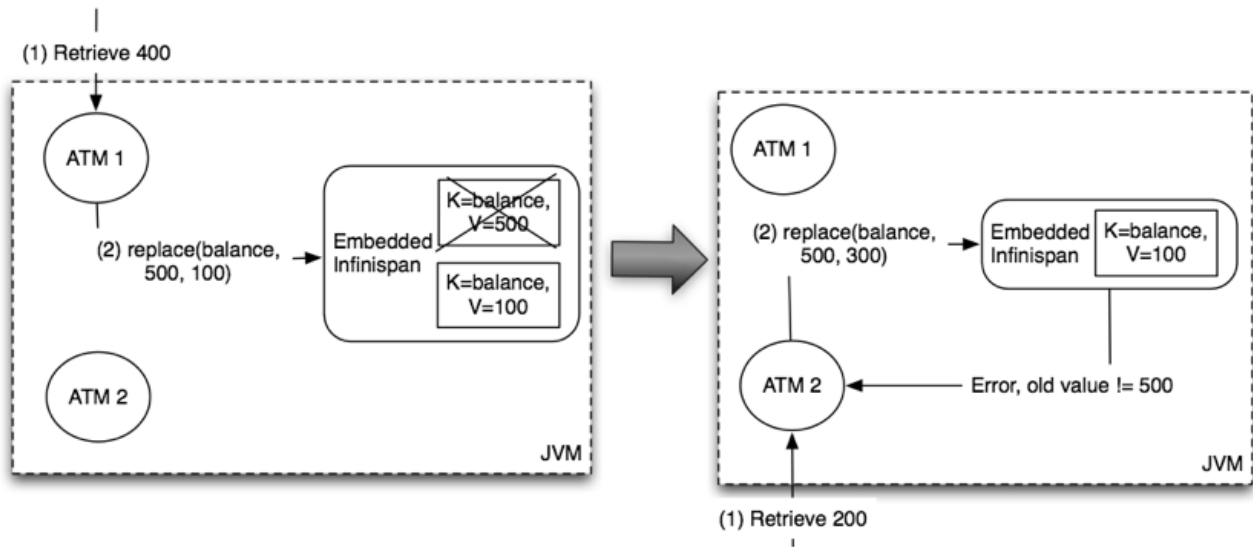 (1) Retrieve 400
ATM 1
(2) replace(balance,
500, 100)
Embedded
Infinispan
K=balance,
V=500
K=balance,
V=100
ATM 2
JVM
ATM 1
(2) replace(balance,
500, 300)
Embedded
Infinispan
K=balance,
V=100
ATM 2
Error, old value != 500
JVM
(1) Retrieve 200